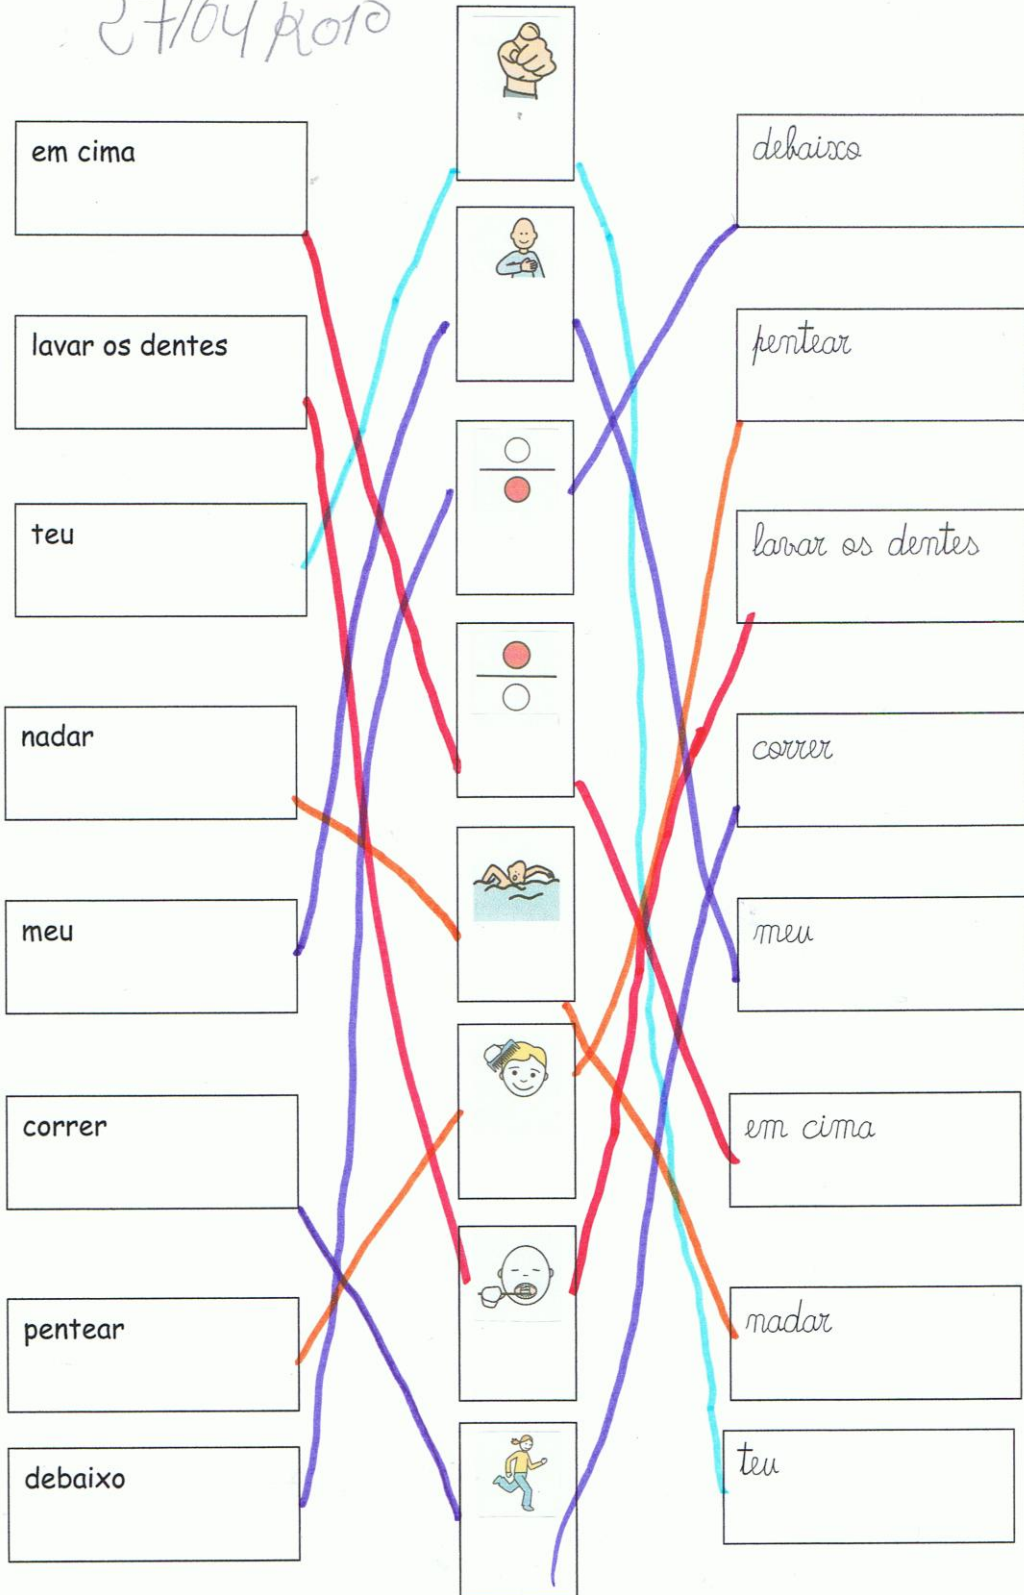 27/04/2010
em cima
lavar os dentes
teu
nadar
meu
correr
pentear
debaixo
debaixo
pentear
lavar os dentes
correr
meu
em cima
nadar
teu